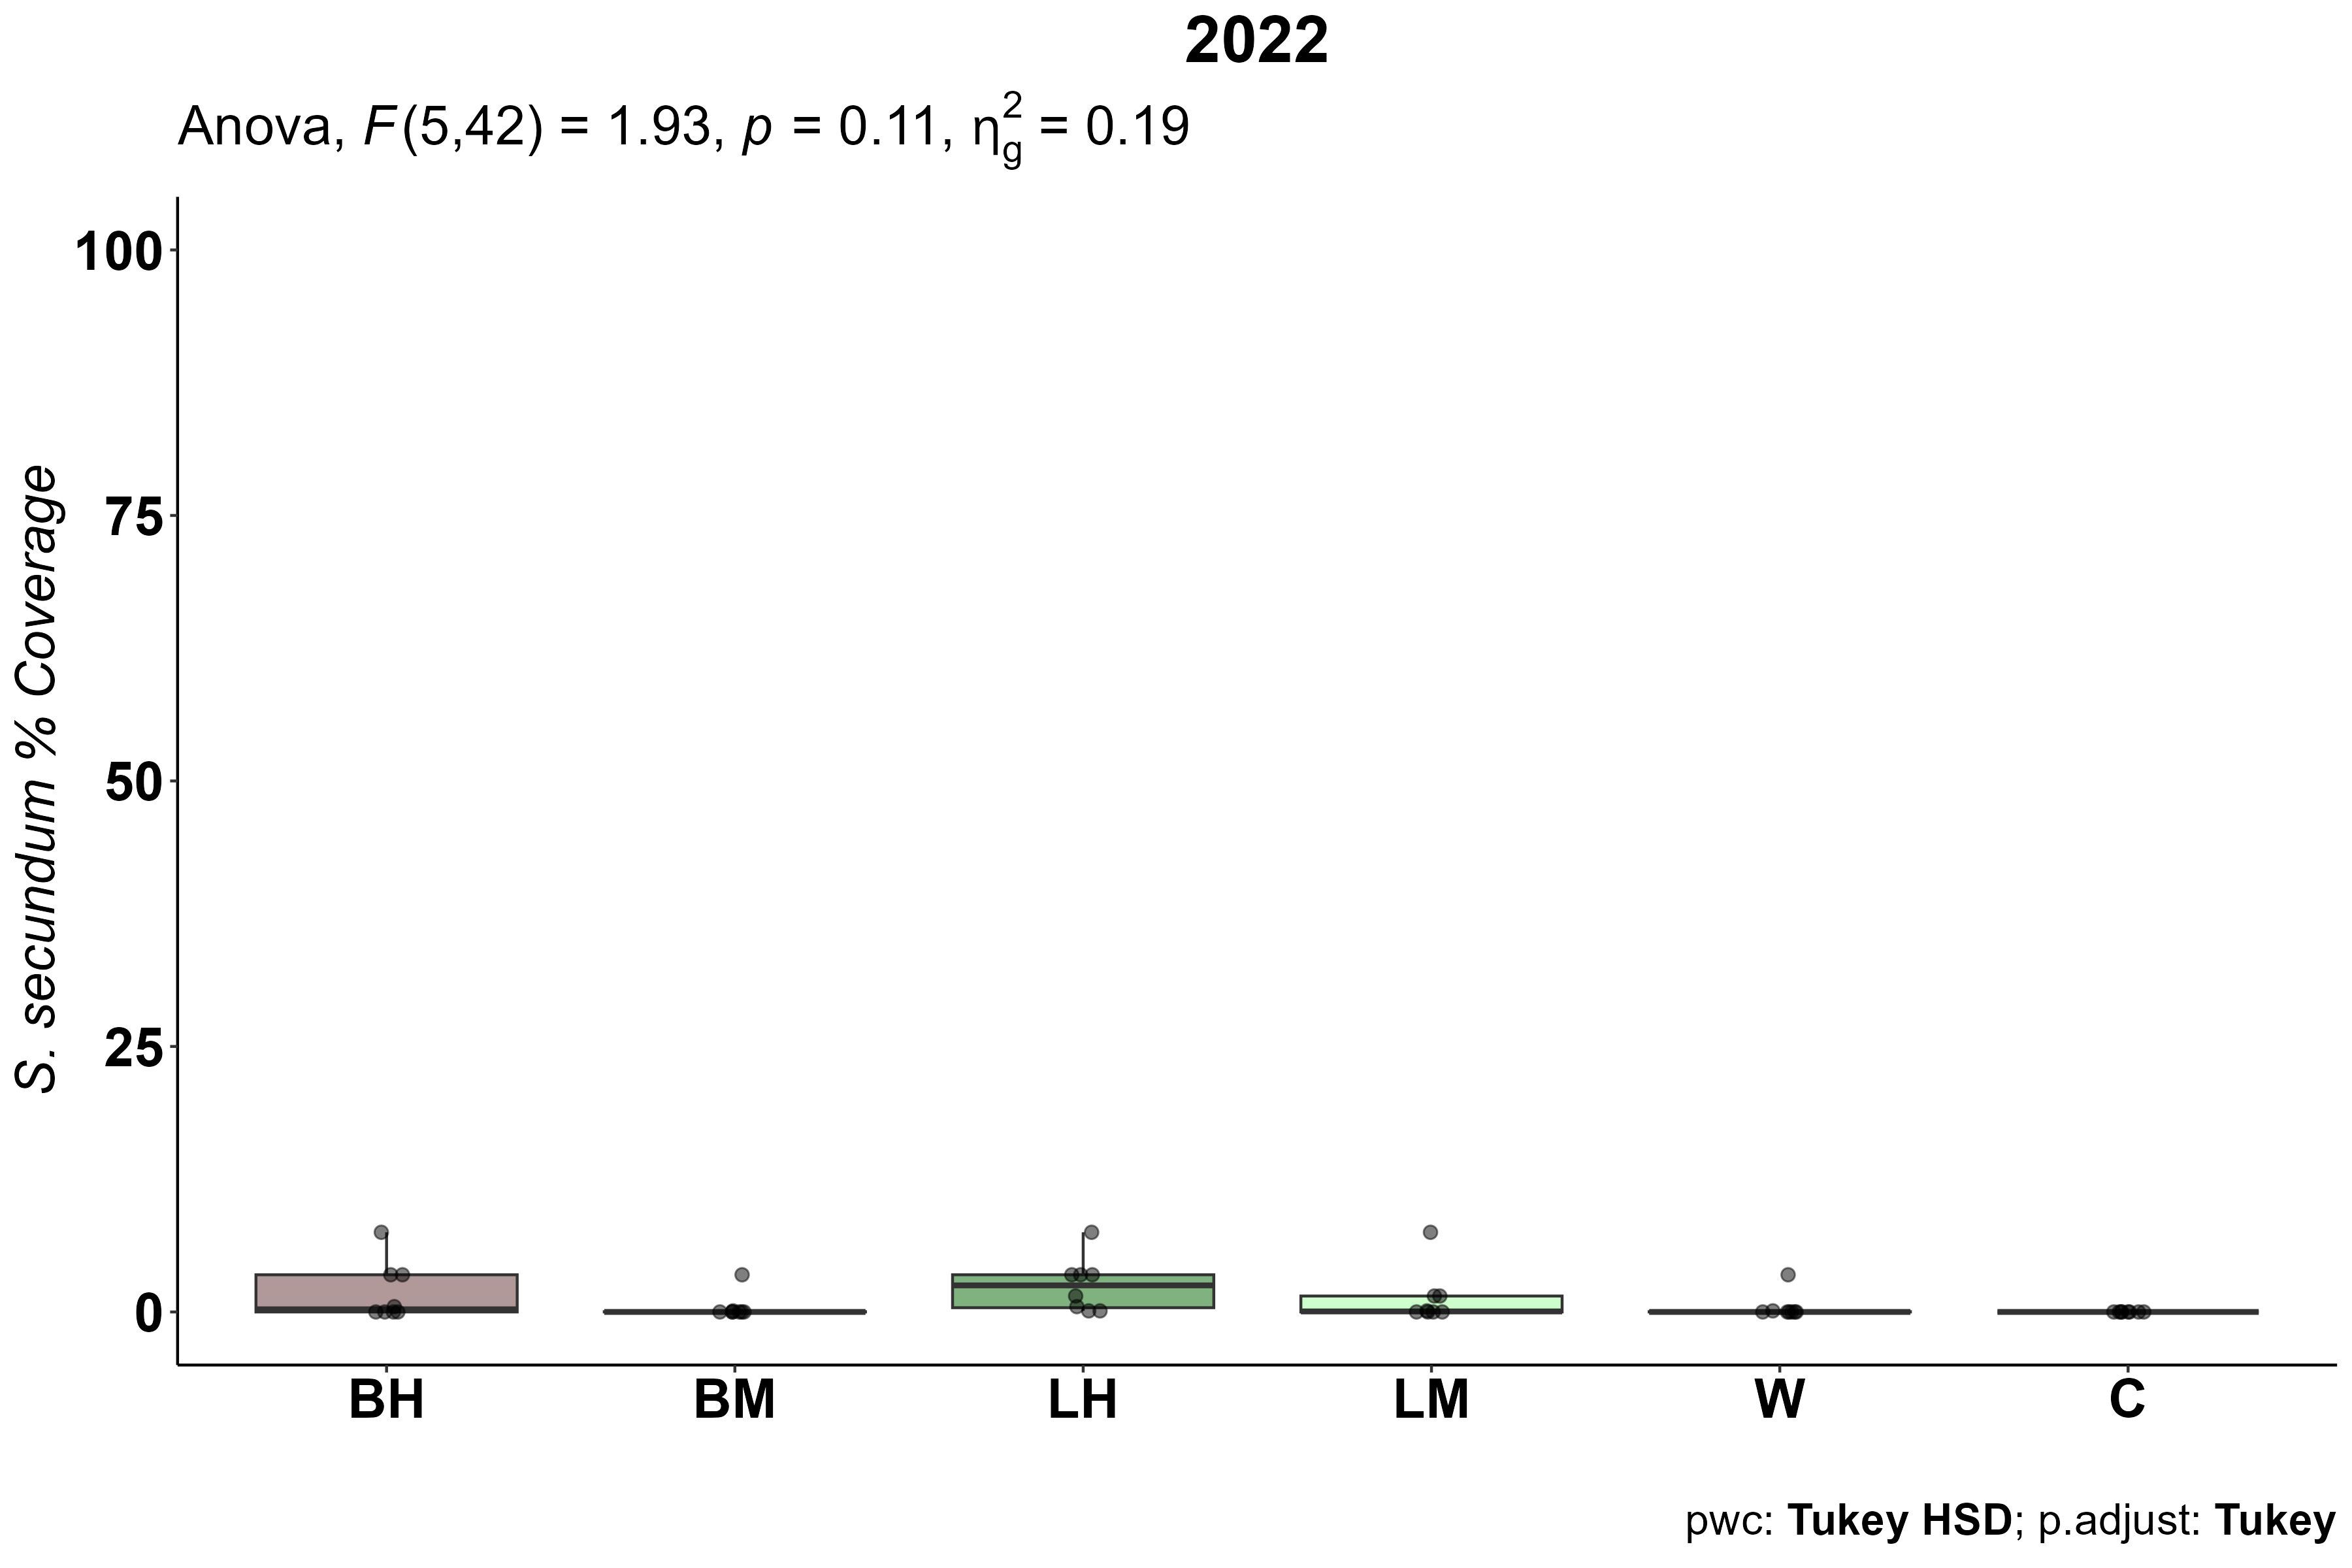 2022
Anova, F(5,42) = 1.93, p = 0.11, η²g = 0.19
S. secundum % Coverage
100
75
50
25
0
BH BM LH LM W C
pwc: Tukey HSD; p.adjust: Tukey